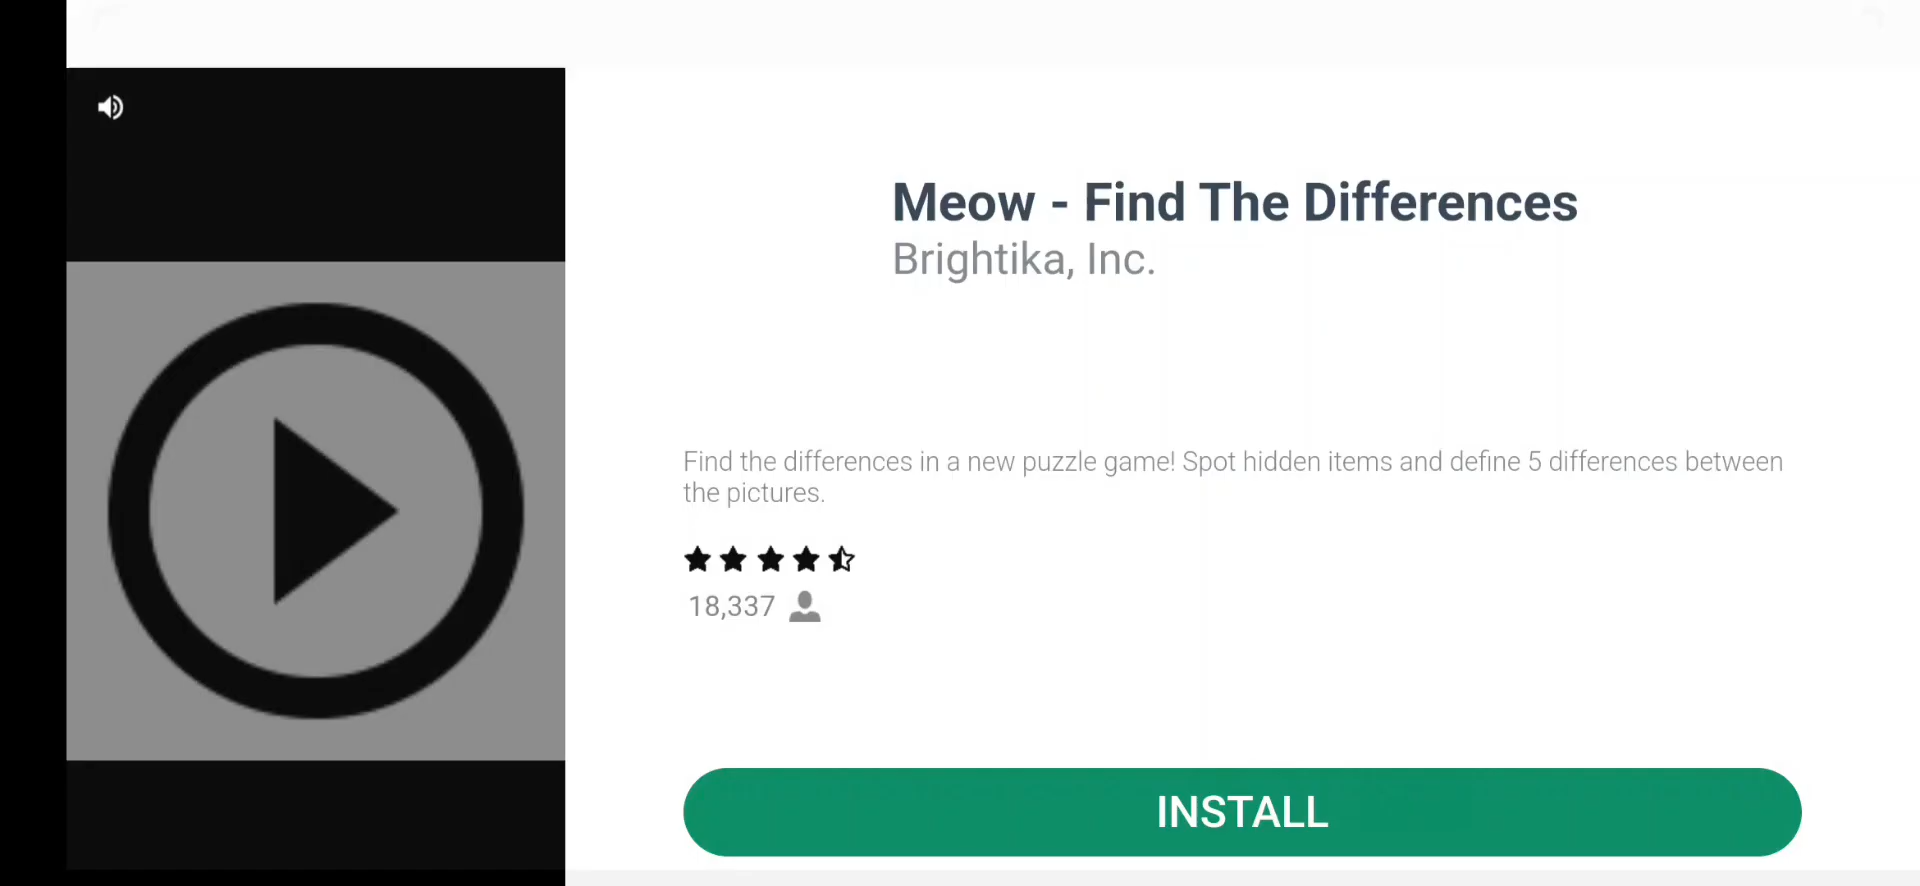 Meow - Find The Differences
Brightika, Inc.
Find the differences in a new puzzle game! Spot hidden items and define 5 differences between
the pictures.
18,337
INSTALL